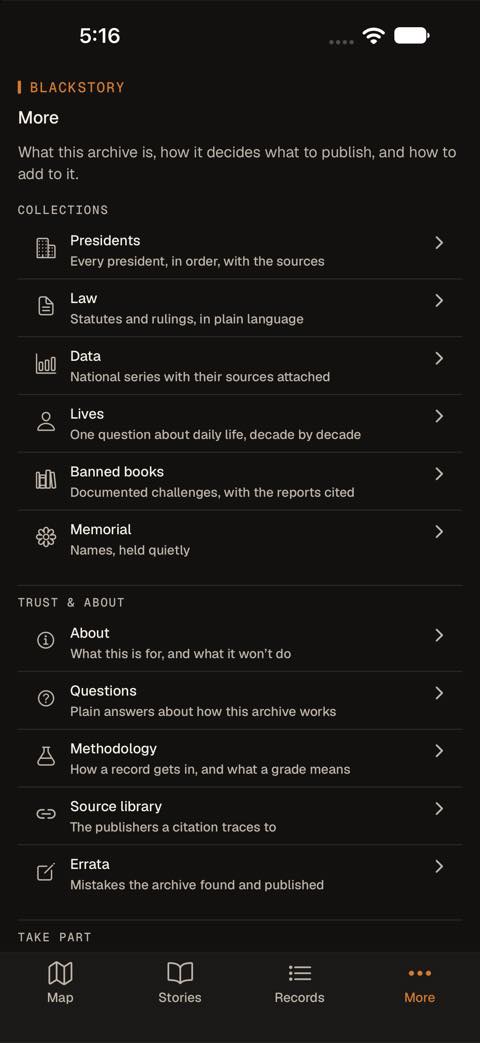 5:16
BLACKSTORY
More
What this archive is, how it decides what to publish, and how to
add to it.
COLLECTIONS
Presidents
Every president, in order, with the sources
Law
Statutes and rulings, in plain language
Data
National series with their sources attached
Lives
One question about daily life, decade by decade
Banned books
Documented challenges, with the reports cited
Memorial
Names, held quietly
TRUST & ABOUT
About
What this is for, and what it won’t do
Questions
Plain answers about how this archive works
Methodology
How a record gets in, and what a grade means
Source library
The publishers a citation traces to
Errata
Mistakes the archive found and published
TAKE PART
Map
Stories
Records
More